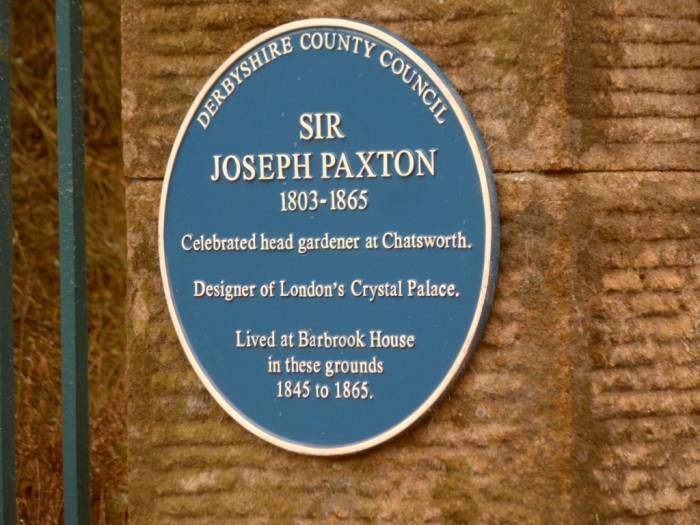 DERBYSHIRE COUNTY COUNCIL
SIR
JOSEPH PAXTON
1803-1865
Celebrated head gardener at Chatsworth.
Designer of London's Crystal Palace.
Lived at Barbrook House
in these grounds
1845 to 1865.